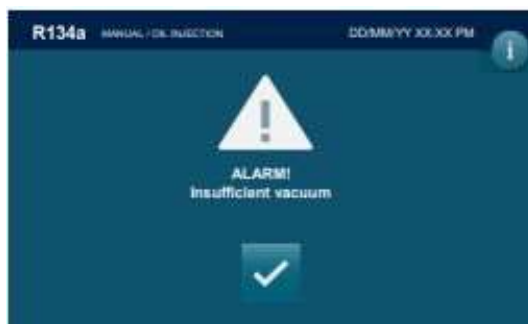 R134a MANUAL / OIL INJECTION DD/MM/YY XX:XX PM
i
ALARM!
Insufficient vacuum